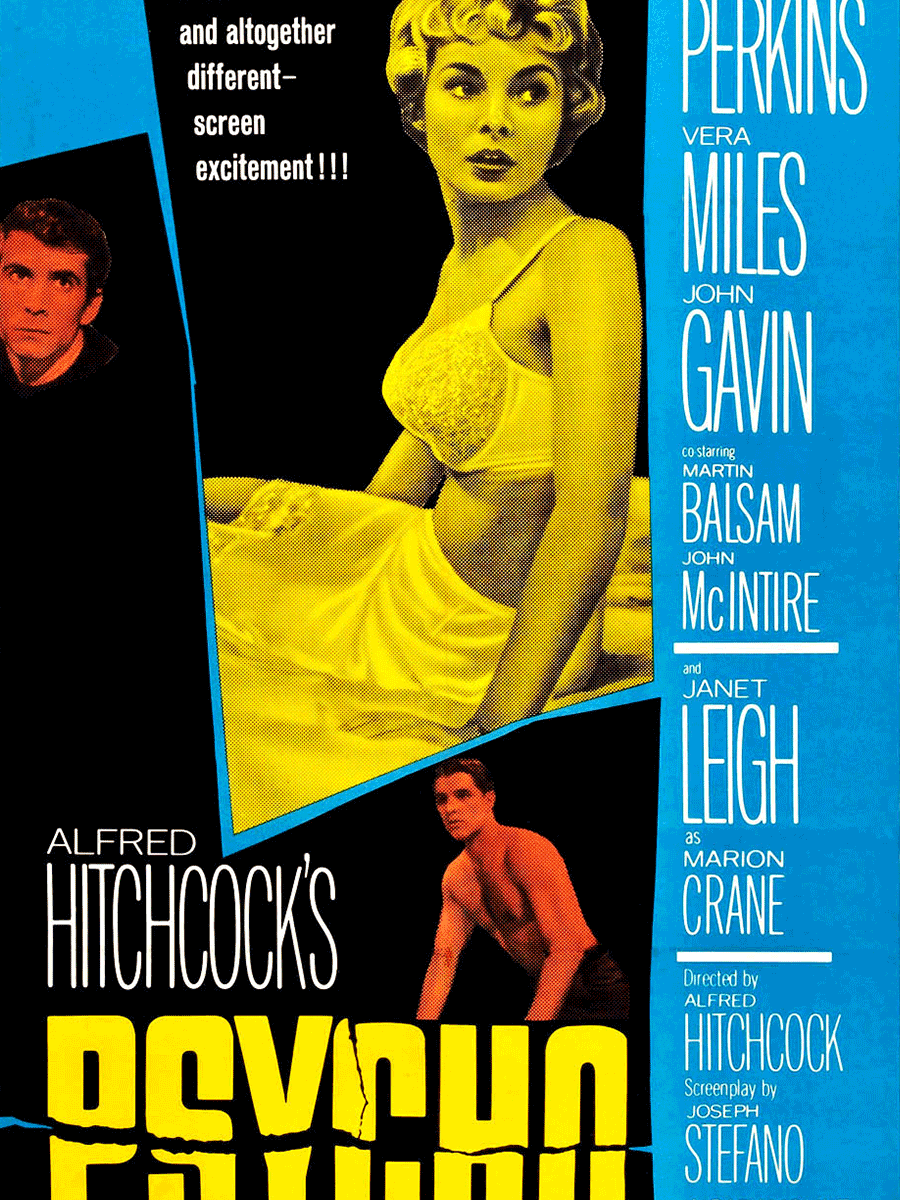 and altogether
different–
screen
excitement!!!
PERKINS
VERA
MILES
JOHN
GAVIN
co-starring
MARTIN
BALSAM
JOHN
McINTIRE
and
JANET
LEIGH
as
MARION
CRANE
Directed by
ALFRED
HITCHCOCK
Screenplay by
JOSEPH
STEFANO
ALFRED
HITCHCOCK'S
PSYCHO